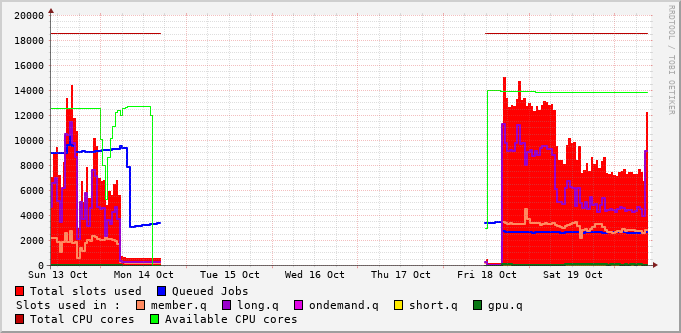 20000
18000
16000
14000
12000
10000
8000
6000
4000
2000
0
Sun 13 Oct Mon 14 Oct Tue 15 Oct Wed 16 Oct Thu 17 Oct Fri 18 Oct Sat 19 Oct
Total slots used Queued Jobs
Slots used in : member.q long.q ondemand.q short.q gpu.q
Total CPU cores Available CPU cores
RRDTOOL / TOBI OETIKER